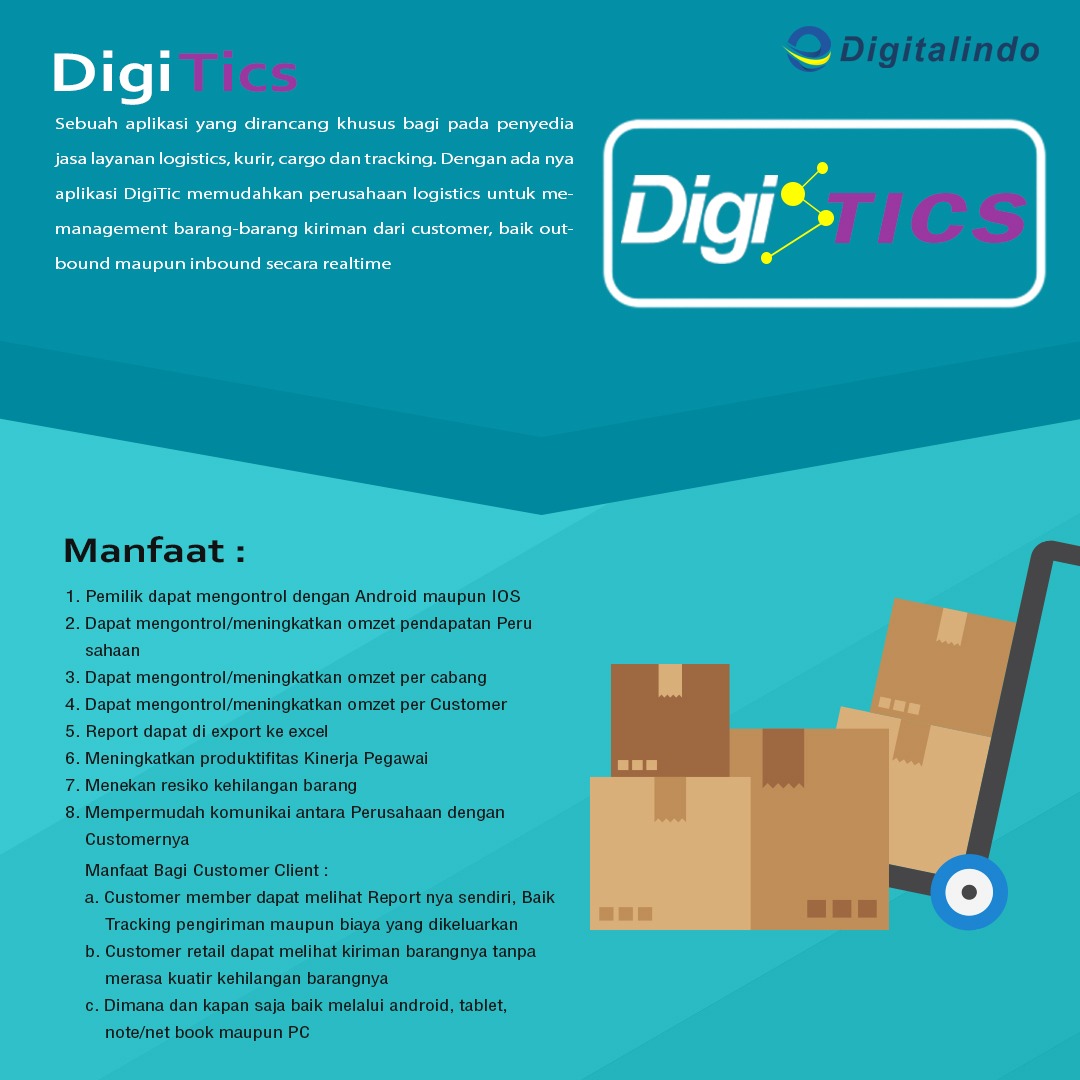 DigiTics
Digitalindo
Sebuah aplikasi yang dirancang khusus bagi pada penyedia
jasa layanan logistics, kurir, cargo dan tracking. Dengan ada nya
aplikasi DigiTic memudahkan perusahaan logistics untuk me-
management barang-barang kiriman dari customer, baik out-
bound maupun inbound secara realtime
Digi TICS
Manfaat :
1. Pemilik dapat mengontrol dengan Android maupun IOS
2. Dapat mengontrol/meningkatkan omzet pendapatan Peru
sahaan
3. Dapat mengontrol/meningkatkan omzet per cabang
4. Dapat mengontrol/meningkatkan omzet per Customer
5. Report dapat di export ke excel
6. Meningkatkan produktifitas Kinerja Pegawai
7. Menekan resiko kehilangan barang
8. Mempermudah komunikai antara Perusahaan dengan
Customernya
Manfaat Bagi Customer Client :
a. Customer member dapat melihat Report nya sendiri, Baik
Tracking pengiriman maupun biaya yang dikeluarkan
b. Customer retail dapat melihat kiriman barangnya tanpa
merasa kuatir kehilangan barangnya
c. Dimana dan kapan saja baik melalui android, tablet,
note/net book maupun PC